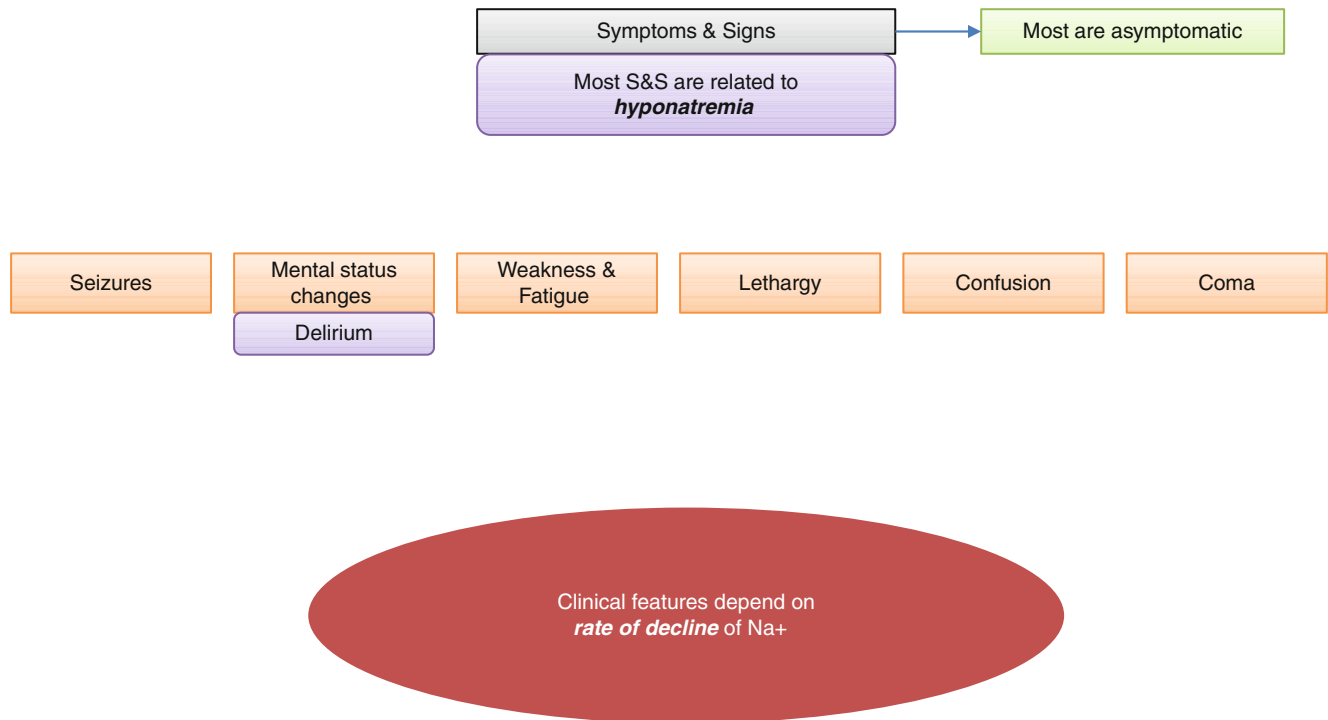 Symptoms & Signs
Most are asymptomatic
Most S&S are related to
hyponatremia
Seizures
Mental status
changes
Delirium
Weakness &
Fatigue
Lethargy
Confusion
Coma
Clinical features depend on
rate of decline of Na+